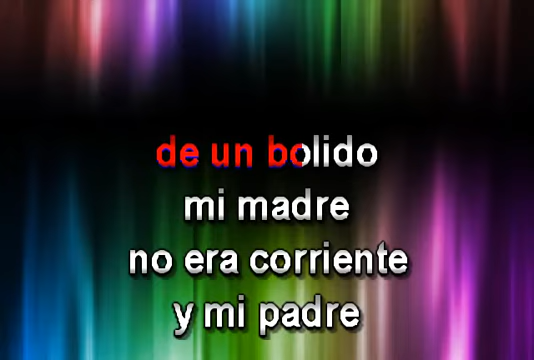 de un bolido
mi madre
no era corriente
y mi padre